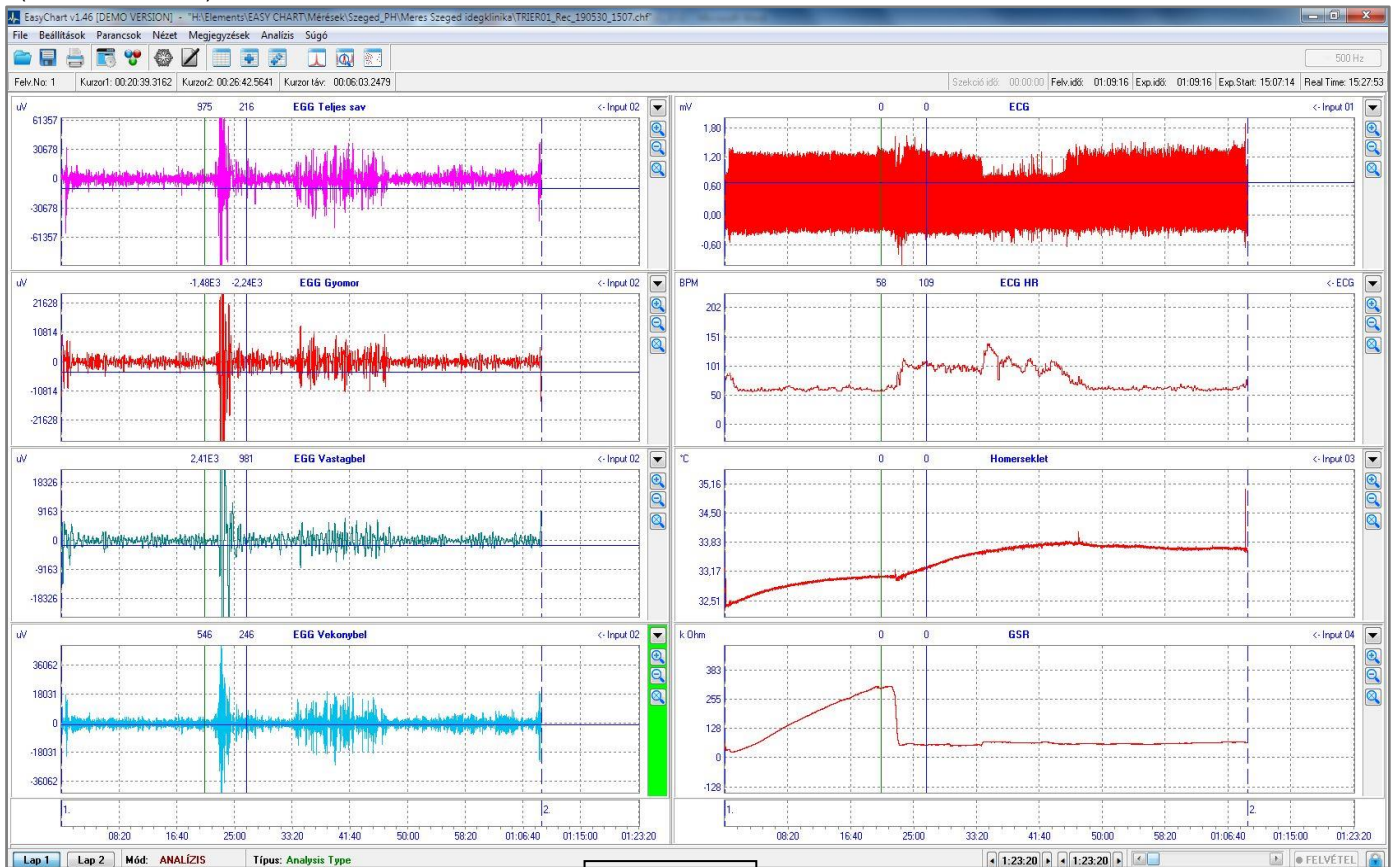 EasyChart v1.46 [DEMO VERSION] - "H:\Elements\EASY CHART\Mérések\Szeged_PH\Meres Szeged idegklinika\TRIER01_Rec_190530_1507.chf"
File Beállítások Parancsok Nézet Megjegyzések Analízis Súgó
500 Hz
Felv.No: 1 Kurzor1: 00:20:39.3162 Kurzor2: 00:26:42.5641 Kurzor táv: 00:06:03.2479 Szekció idő: 00:00:00 Felv.idő: 01:09:16 Exp.idő: 01:09:16 Exp.Start: 15:07:14 Real Time: 15:27:53
uV 975 216 EGG Teljes sav <- Input 02
61357
30678
0
-30678
-61357
uV -1,48E3 -2,24E3 EGG Gyomor <- Input 02
21628
10814
0
-10814
-21628
uV 2,41E3 981 EGG Vastagbel <- Input 02
18326
9163
0
-9163
-18326
uV 546 246 EGG Vekonybel <- Input 02
36062
18031
0
-18031
-36062
1. 2.
08:20 16:40 25:00 33:20 41:40 50:00 58:20 01:06:40 01:15:00 01:23:20
mV 0 0 ECG <- Input 01
1,80
1,20
0,60
0,00
-0,60
BPM 58 109 ECG HR <- ECG
202
151
101
50
0
°C 0 0 Homerseklet <- Input 03
35,16
34,50
33,83
33,17
32,51
k Ohm 0 0 GSR <- Input 04
383
255
128
0
-128
1. 2.
08:20 16:40 25:00 33:20 41:40 50:00 58:20 01:06:40 01:15:00 01:23:20
Lap 1 Lap 2 Mód: ANALÍZIS Típus: Analysis Type 1:23:20 1:23:20 FELVÉTEL